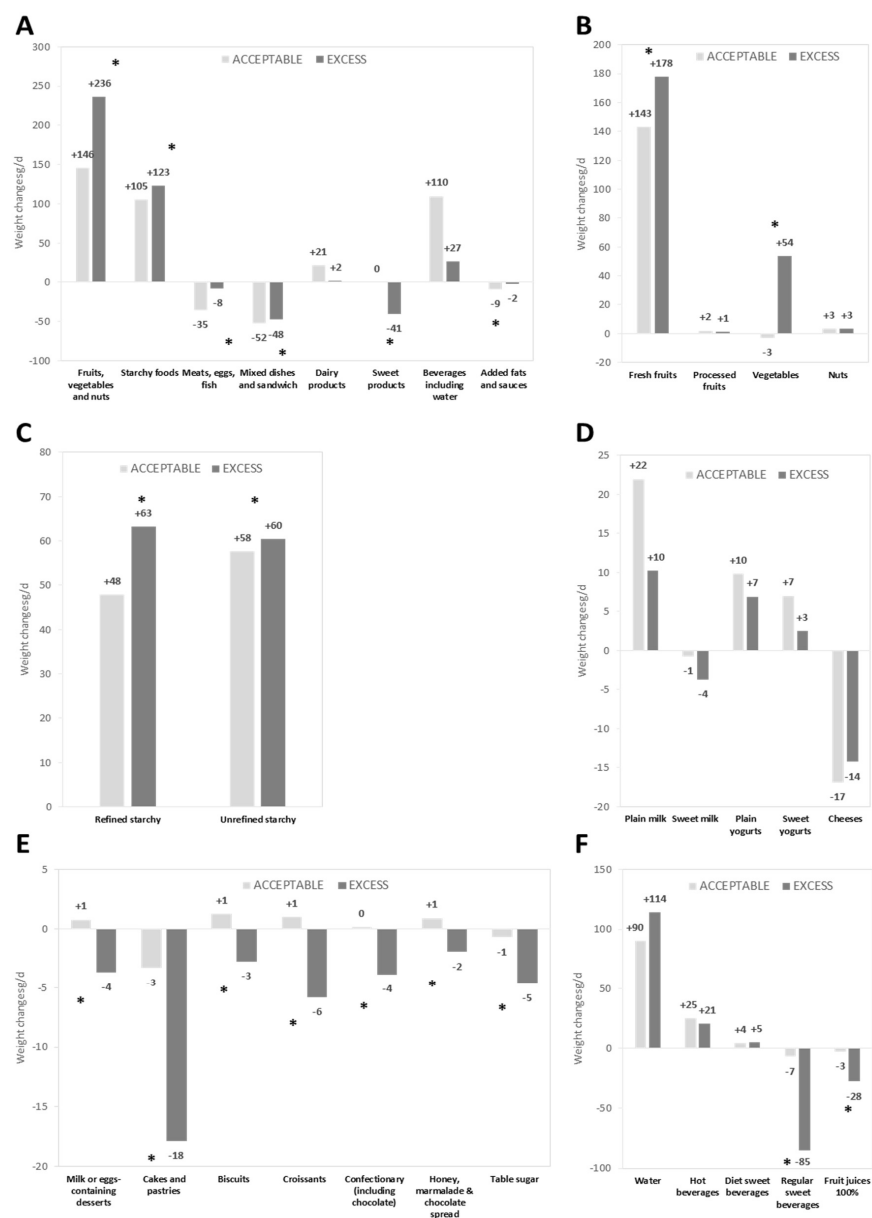 A
ACCEPTABLE EXCESS
Weight changesg/d
300
250
200
150
100
50
0
-50
-100
+146
+236
*
+105
+123
*
-35
-8
*
-52
-48
*
+21
+2
0
-41
*
+110
+27
-9
-2
*
Fruits, vegetables and nuts
Starchy foods
Meats, eggs, fish
Mixed dishes and sandwich
Dairy products
Sweet products
Beverages including water
Added fats and sauces
B
ACCEPTABLE EXCESS
Weight changesg/d
200
180
160
140
120
100
80
60
40
20
0
-20
*
+143
+178
+2
+1
-3
+54
*
+3
+3
Fresh fruits
Processed fruits
Vegetables
Nuts
C
ACCEPTABLE EXCESS
Weight changesg/d
80
70
60
50
40
30
20
10
0
+48
+63
*
+58
+60
*
Refined starchy
Unrefined starchy
D
ACCEPTABLE EXCESS
Weight changesg/d
25
20
15
10
5
0
-5
-10
-15
-20
+22
+10
-1
-4
+10
+7
+7
+3
-17
-14
Plain milk
Sweet milk
Plain yogurts
Sweet yogurts
Cheeses
E
ACCEPTABLE EXCESS
Weight changesg/d
5
0
-5
-10
-15
-20
+1
-4
*
-3
-18
*
+1
-3
*
+1
-6
*
0
-4
*
+1
-2
*
-1
-5
*
Milk or eggs-containing desserts
Cakes and pastries
Biscuits
Croissants
Confectionary (including chocolate)
Honey, marmalade & chocolate spread
Table sugar
F
ACCEPTABLE EXCESS
Weight changesg/d
150
100
50
0
-50
-100
+90
+114
+25
+21
+4
+5
-7
-85
*
-3
-28
*
Water
Hot beverages
Diet sweet beverages
Regular sweet beverages
Fruit juices 100%